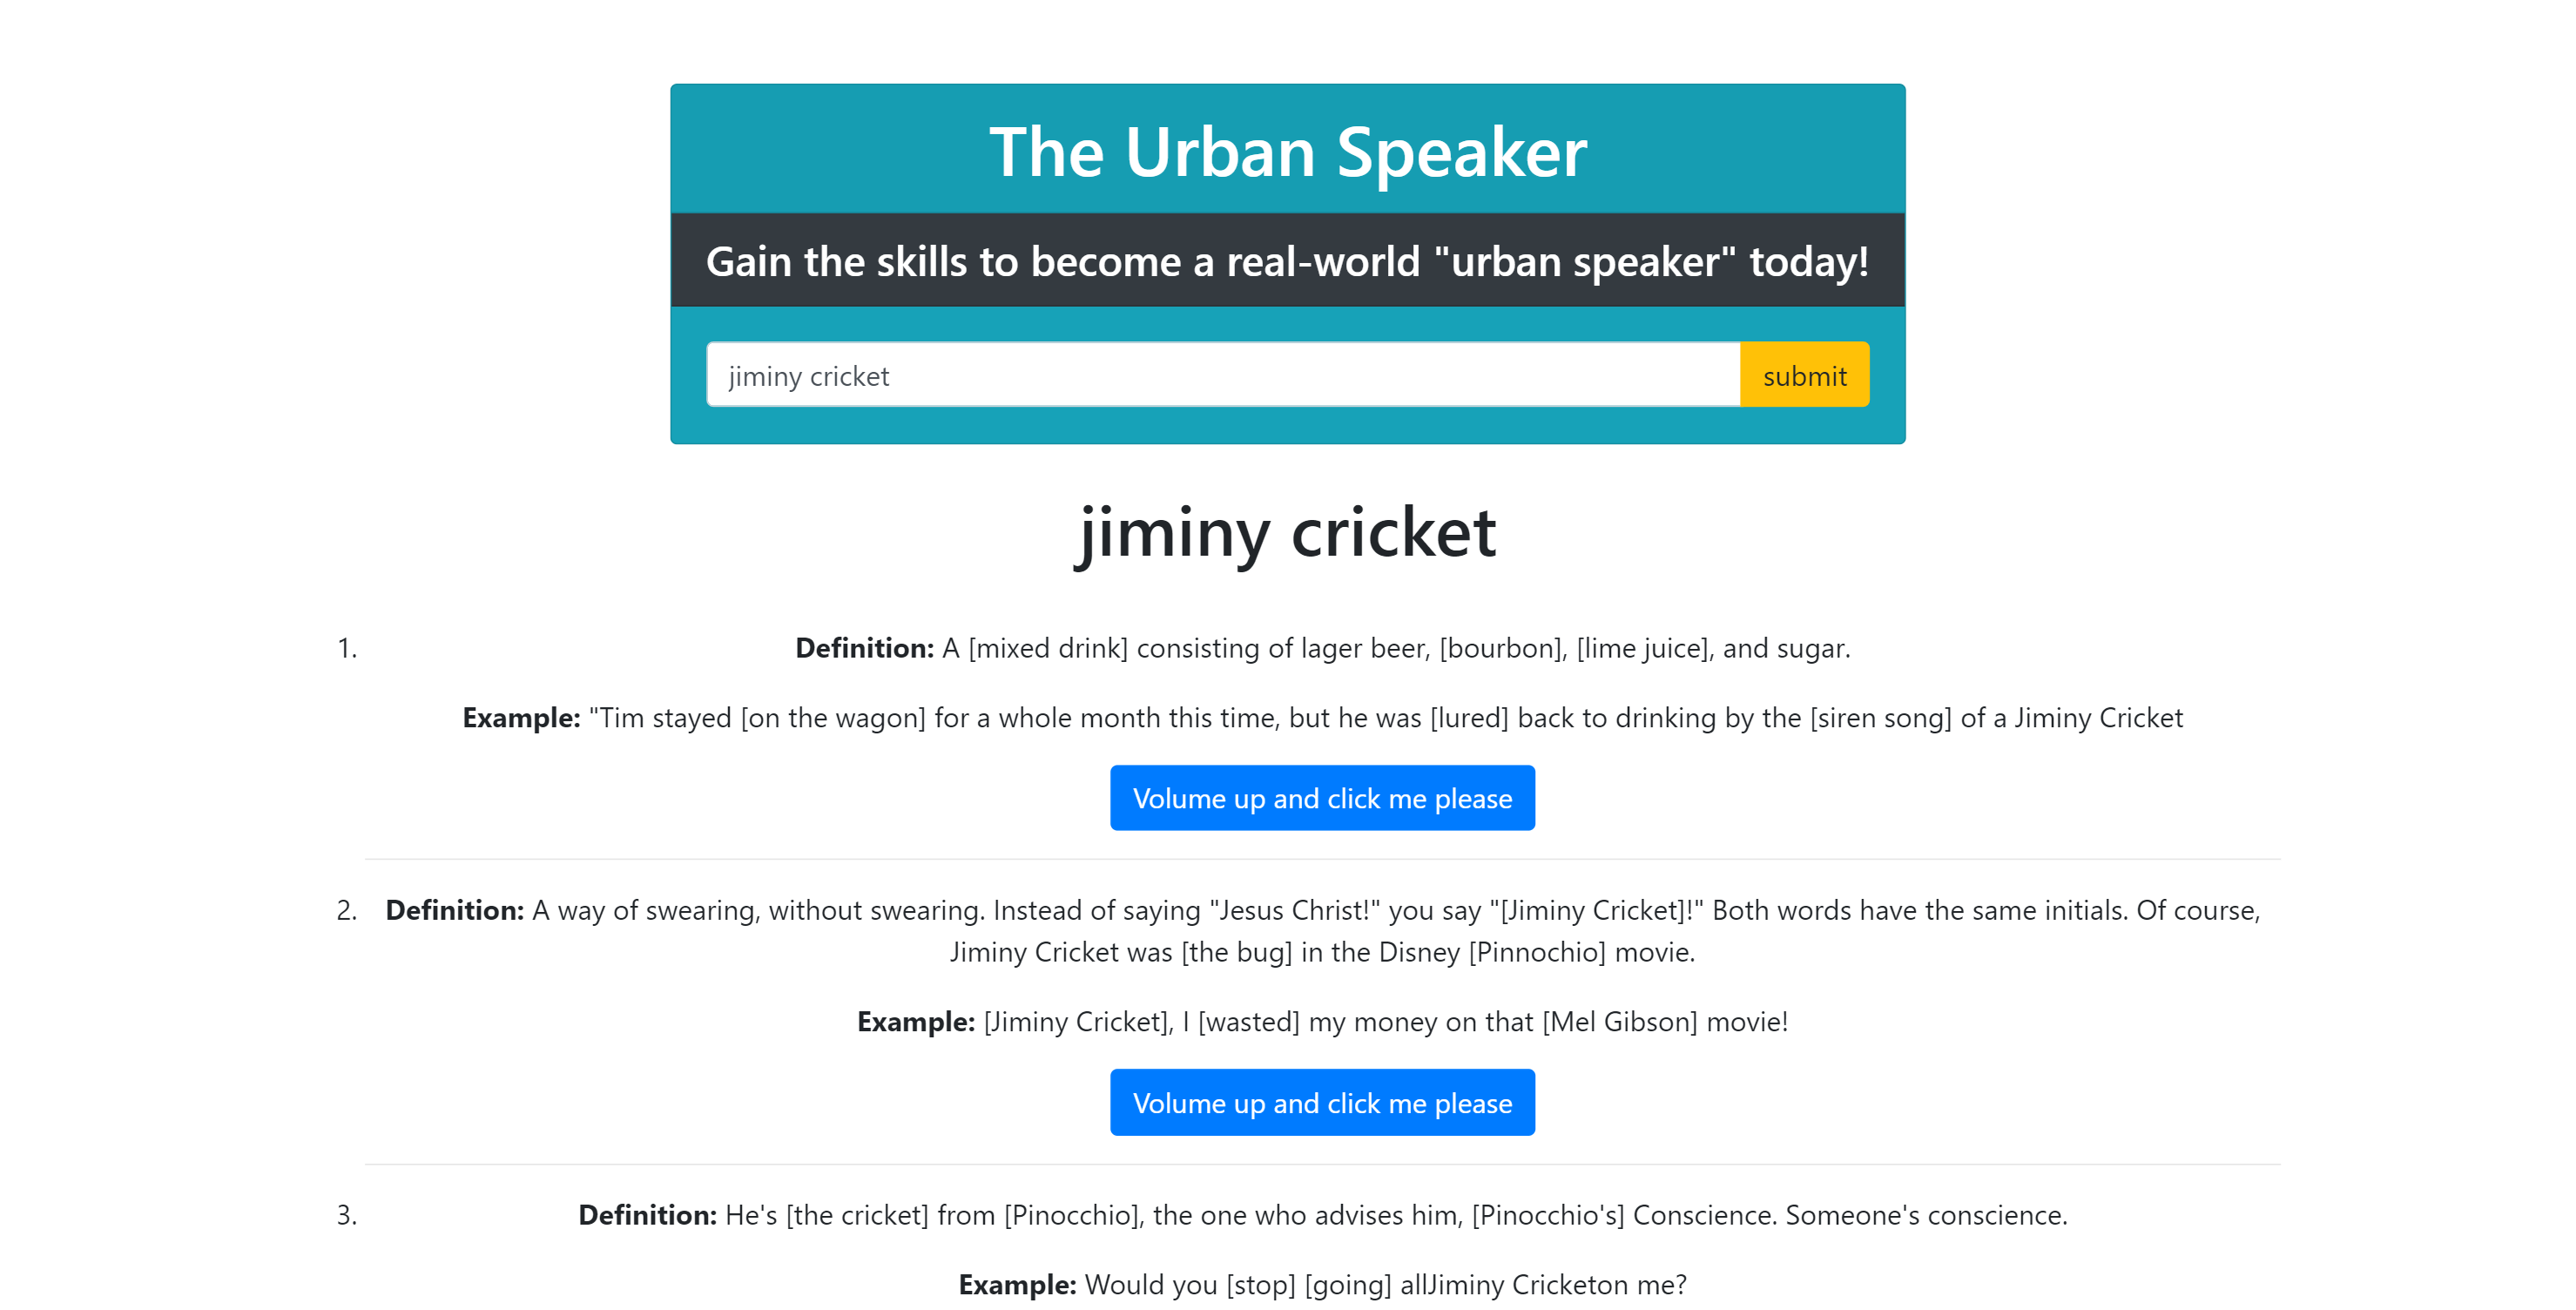 The Urban Speaker
Gain the skills to become a real-world "urban speaker" today!
jiminy cricket
submit
jiminy cricket
1. Definition: A [mixed drink] consisting of lager beer, [bourbon], [lime juice], and sugar.
Example: "Tim stayed [on the wagon] for a whole month this time, but he was [lured] back to drinking by the [siren song] of a Jiminy Cricket
Volume up and click me please
2. Definition: A way of swearing, without swearing. Instead of saying "Jesus Christ!" you say "[Jiminy Cricket]!" Both words have the same initials. Of course,
Jiminy Cricket was [the bug] in the Disney [Pinnochio] movie.
Example: [Jiminy Cricket], I [wasted] my money on that [Mel Gibson] movie!
Volume up and click me please
3. Definition: He's [the cricket] from [Pinocchio], the one who advises him, [Pinocchio's] Conscience. Someone's conscience.
Example: Would you [stop] [going] allJiminy Cricketon me?